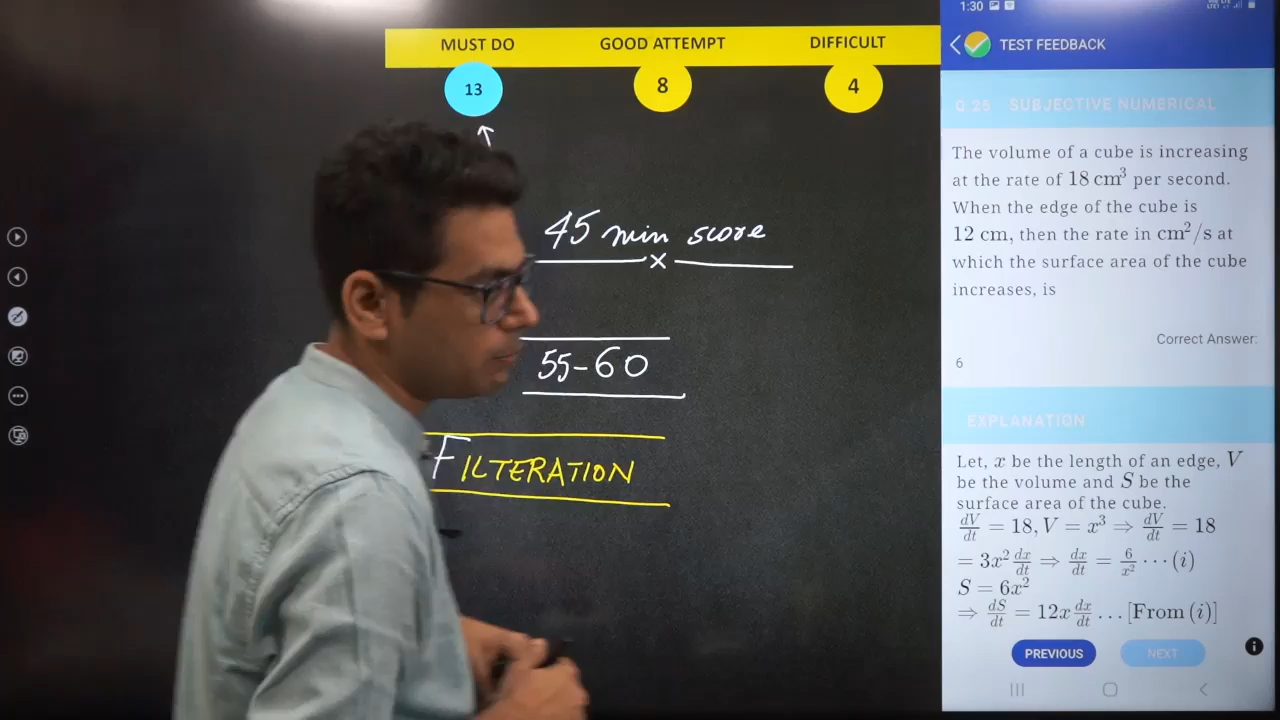 MUST DO GOOD ATTEMPT DIFFICULT
13 8 4
45 min score
x
55-60
FILTERATION
1:30
TEST FEEDBACK
Q 25 SUBJECTIVE NUMERICAL
The volume of a cube is increasing
at the rate of 18 cm³ per second.
When the edge of the cube is
12 cm, then the rate in cm²/s at
which the surface area of the cube
increases, is
Correct Answer:
6
EXPLANATION
Let, x be the length of an edge, V
be the volume and S be the
surface area of the cube.
dV/dt = 18, V = x³ ⇒ dV/dt = 18
= 3x² dx/dt ⇒ dx/dt = 6/x² ··· (i)
S = 6x²
⇒ dS/dt = 12x dx/dt ... [From (i)]
PREVIOUS NEXT